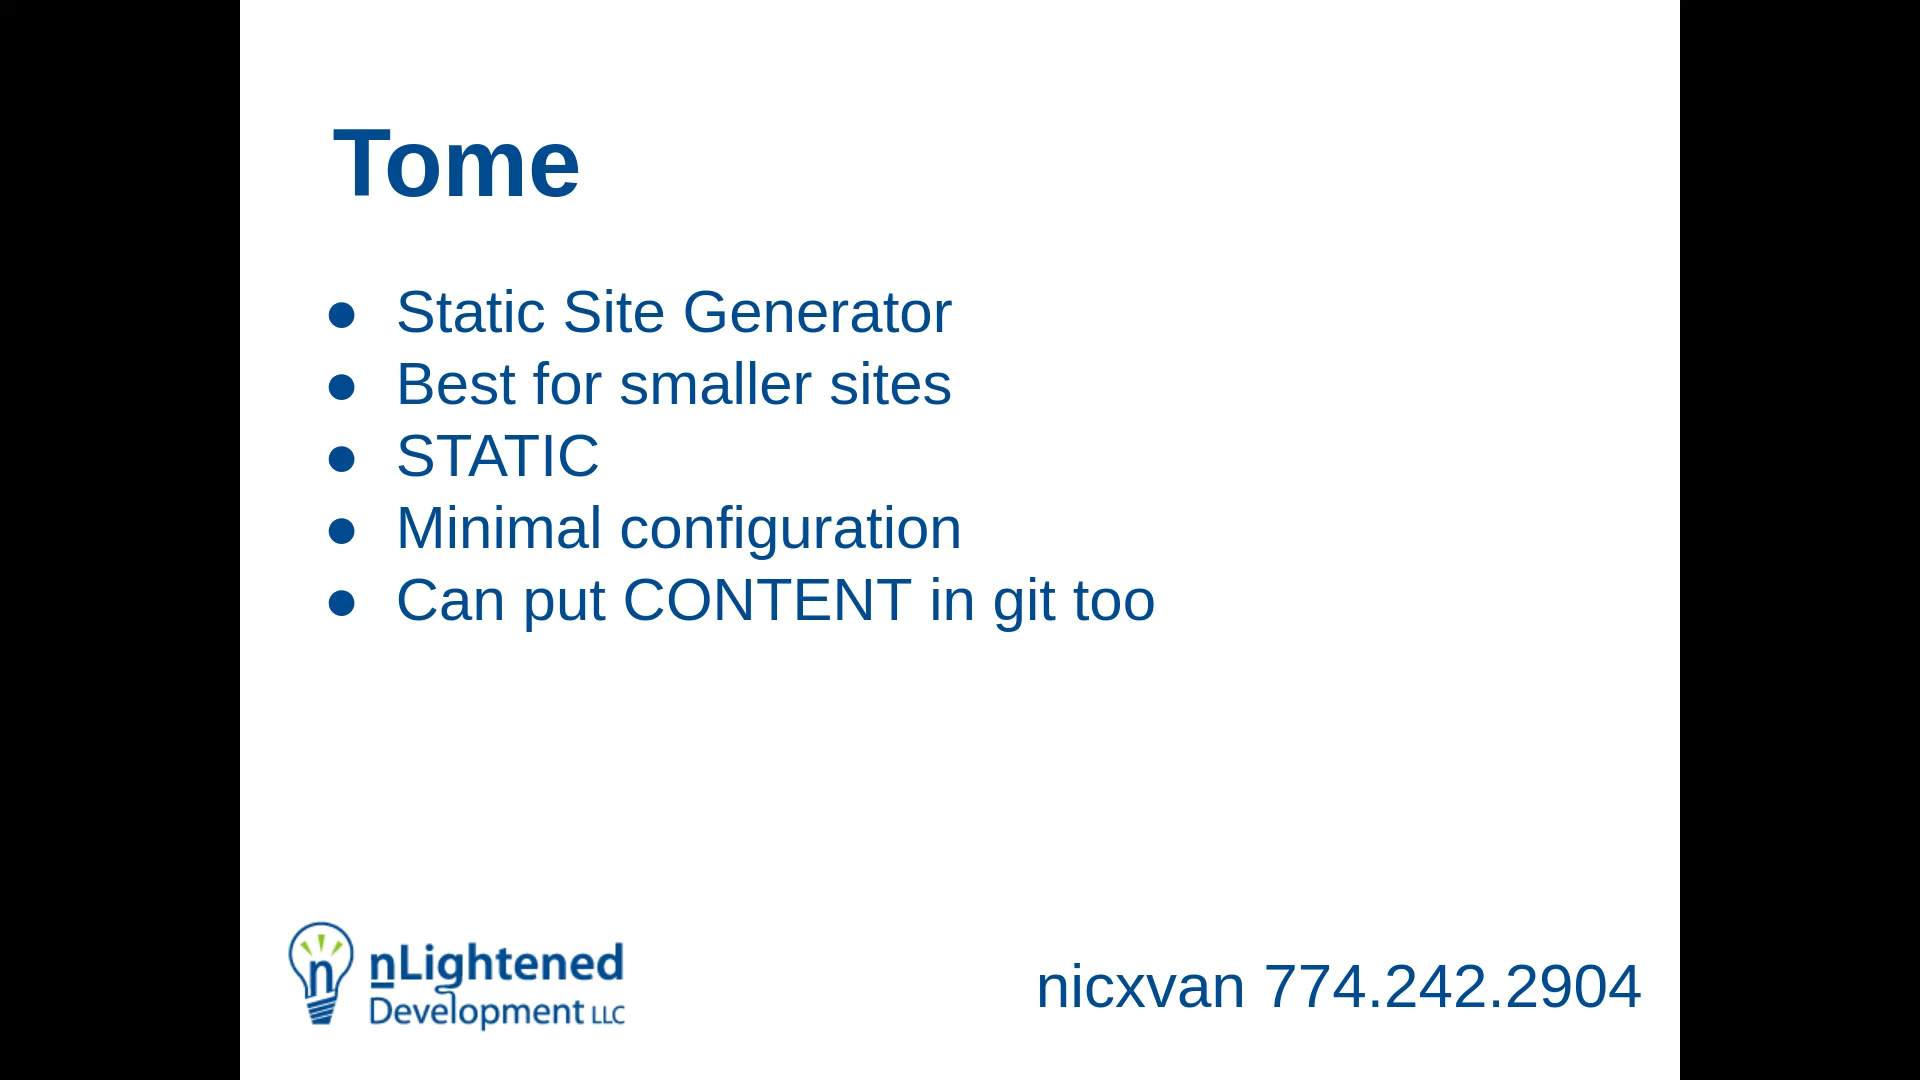 Tome
● Static Site Generator
● Best for smaller sites
● STATIC
● Minimal configuration
● Can put CONTENT in git too
n
nLightened
Development LLC
nicxvan 774.242.2904